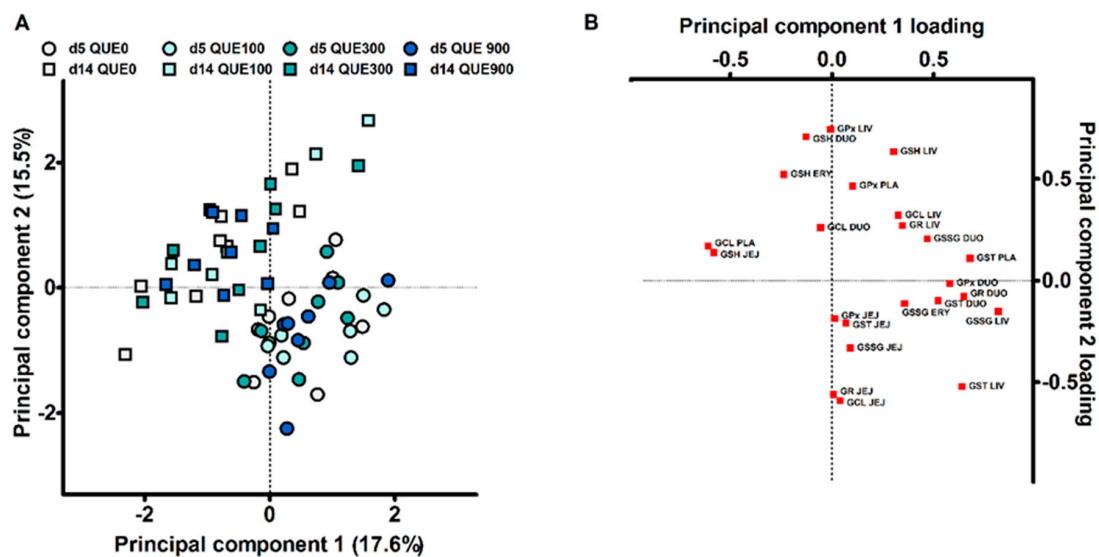 A
d5 QUE0 d5 QUE100 d5 QUE300 d5 QUE 900
d14 QUE0 d14 QUE100 d14 QUE300 d14 QUE900
Principal component 2 (15.5%)
2
0
-2
-2 0 2
Principal component 1 (17.6%)
B
Principal component 1 loading
-0.5 0.0 0.5
Principal component 2 loading
0.5
0.0
-0.5
GPx LIV
GSH DUO
GSH LIV
GSH ERY
GPx PLA
GCL LIV
GR LIV
GCL DUO
GSSG DUO
GCL PLA
GSH JEJ
GST PLA
GPx DUO
GR DUO
GST DUO
GSSG ERY
GSSG LIV
GPx JEJ
GST JEJ
GSSG JEJ
GST LIV
GR JEJ
GCL JEJ